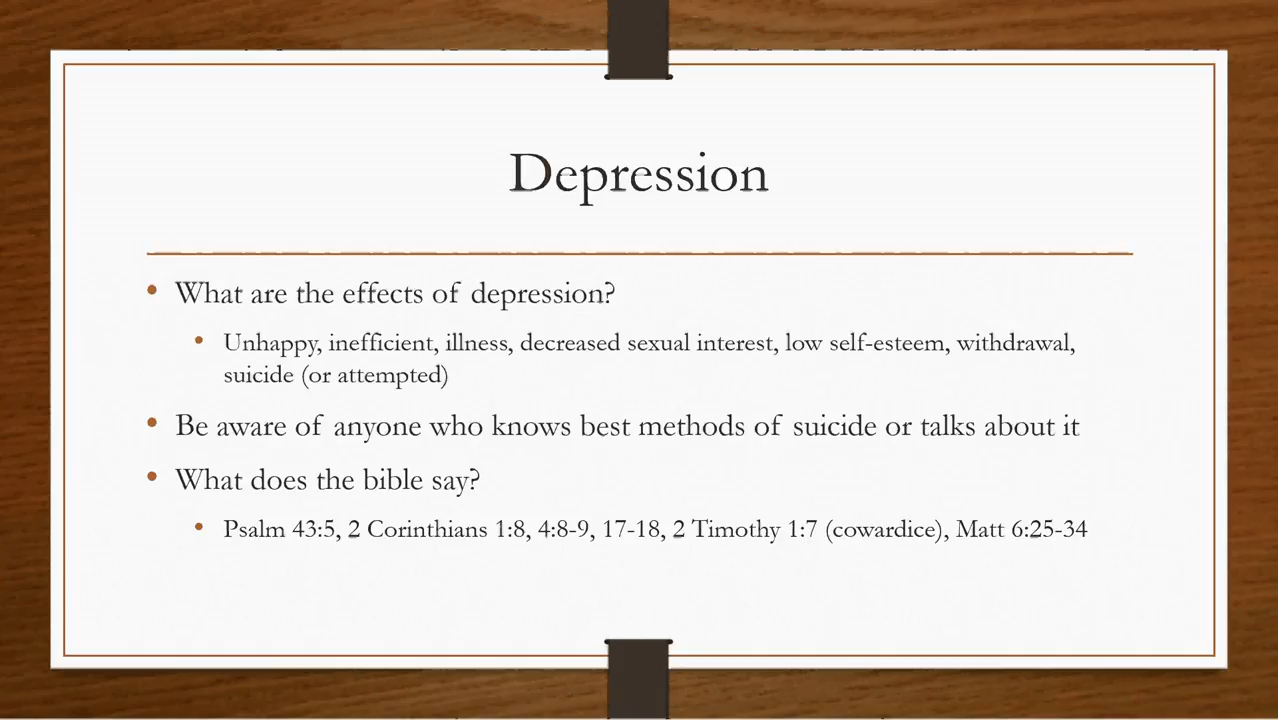 Depression
• What are the effects of depression?
• Unhappy, inefficient, illness, decreased sexual interest, low self-esteem, withdrawal,
suicide (or attempted)
• Be aware of anyone who knows best methods of suicide or talks about it
• What does the bible say?
• Psalm 43:5, 2 Corinthians 1:8, 4:8-9, 17-18, 2 Timothy 1:7 (cowardice), Matt 6:25-34